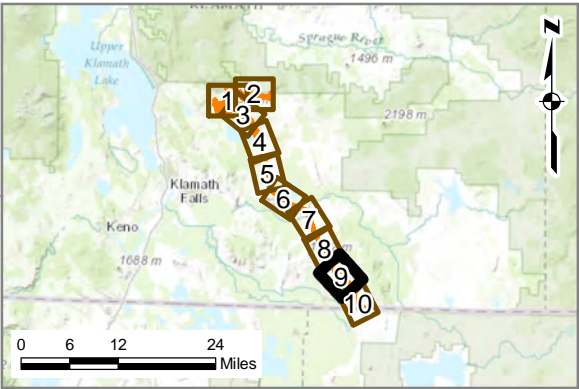 KLAMATH
N
Upper
Klamath
Lake
Sprague River
1496 m
2198 m
1
2
3
4
5
6
7
8
9
10
Klamath
Falls
Keno
1688 m
0 6 12 24
Miles